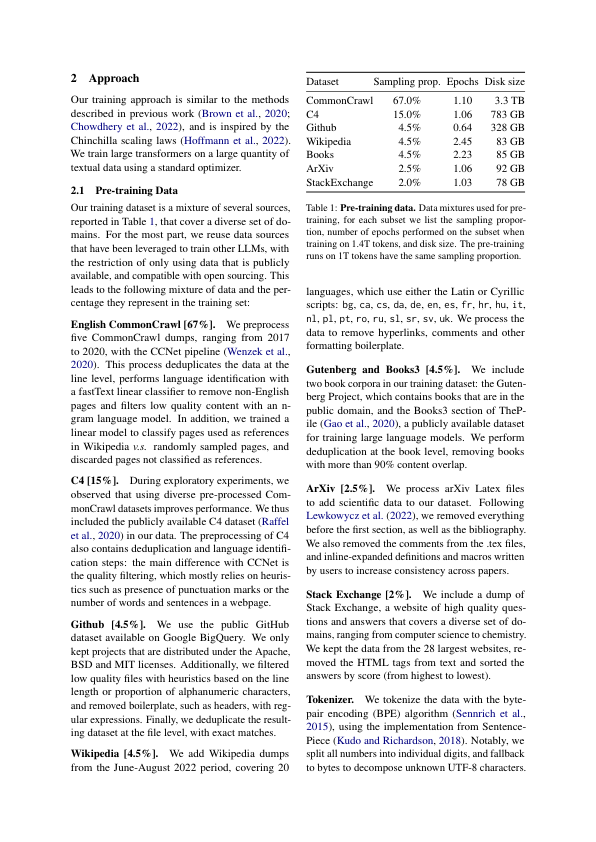 2 Approach
Our training approach is similar to the methods
described in previous work (Brown et al., 2020;
Chowdhery et al., 2022), and is inspired by the
Chinchilla scaling laws (Hoffmann et al., 2022).
We train large transformers on a large quantity of
textual data using a standard optimizer.
2.1 Pre-training Data
Our training dataset is a mixture of several sources,
reported in Table 1, that cover a diverse set of do-
mains. For the most part, we reuse data sources
that have been leveraged to train other LLMs, with
the restriction of only using data that is publicly
available, and compatible with open sourcing. This
leads to the following mixture of data and the per-
centage they represent in the training set:
English CommonCrawl [67%]. We preprocess
five CommonCrawl dumps, ranging from 2017
to 2020, with the CCNet pipeline (Wenzek et al.,
2020). This process deduplicates the data at the
line level, performs language identification with
a fastText linear classifier to remove non-English
pages and filters low quality content with an n-
gram language model. In addition, we trained a
linear model to classify pages used as references
in Wikipedia v.s. randomly sampled pages, and
discarded pages not classified as references.
C4 [15%]. During exploratory experiments, we
observed that using diverse pre-processed Com-
monCrawl datasets improves performance. We thus
included the publicly available C4 dataset (Raffel
et al., 2020) in our data. The preprocessing of C4
also contains deduplication and language identifi-
cation steps: the main difference with CCNet is
the quality filtering, which mostly relies on heuris-
tics such as presence of punctuation marks or the
number of words and sentences in a webpage.
Github [4.5%]. We use the public GitHub
dataset available on Google BigQuery. We only
kept projects that are distributed under the Apache,
BSD and MIT licenses. Additionally, we filtered
low quality files with heuristics based on the line
length or proportion of alphanumeric characters,
and removed boilerplate, such as headers, with reg-
ular expressions. Finally, we deduplicate the result-
ing dataset at the file level, with exact matches.
Wikipedia [4.5%]. We add Wikipedia dumps
from the June-August 2022 period, covering 20
Dataset Sampling prop. Epochs Disk size
CommonCrawl 67.0% 1.10 3.3 TB
C4 15.0% 1.06 783 GB
Github 4.5% 0.64 328 GB
Wikipedia 4.5% 2.45 83 GB
Books 4.5% 2.23 85 GB
ArXiv 2.5% 1.06 92 GB
StackExchange 2.0% 1.03 78 GB
Table 1: Pre-training data. Data mixtures used for pre-
training, for each subset we list the sampling propor-
tion, number of epochs performed on the subset when
training on 1.4T tokens, and disk size. The pre-training
runs on 1T tokens have the same sampling proportion.
languages, which use either the Latin or Cyrillic
scripts: bg, ca, cs, da, de, en, es, fr, hr, hu, it,
nl, pl, pt, ro, ru, sl, sr, sv, uk. We process the
data to remove hyperlinks, comments and other
formatting boilerplate.
Gutenberg and Books3 [4.5%]. We include
two book corpora in our training dataset: the Guten-
berg Project, which contains books that are in the
public domain, and the Books3 section of TheP-
ile (Gao et al., 2020), a publicly available dataset
for training large language models. We perform
deduplication at the book level, removing books
with more than 90% content overlap.
ArXiv [2.5%]. We process arXiv Latex files
to add scientific data to our dataset. Following
Lewkowycz et al. (2022), we removed everything
before the first section, as well as the bibliography.
We also removed the comments from the .tex files,
and inline-expanded definitions and macros written
by users to increase consistency across papers.
Stack Exchange [2%]. We include a dump of
Stack Exchange, a website of high quality ques-
tions and answers that covers a diverse set of do-
mains, ranging from computer science to chemistry.
We kept the data from the 28 largest websites, re-
moved the HTML tags from text and sorted the
answers by score (from highest to lowest).
Tokenizer. We tokenize the data with the byte-
pair encoding (BPE) algorithm (Sennrich et al.,
2015), using the implementation from Sentence-
Piece (Kudo and Richardson, 2018). Notably, we
split all numbers into individual digits, and fallback
to bytes to decompose unknown UTF-8 characters.